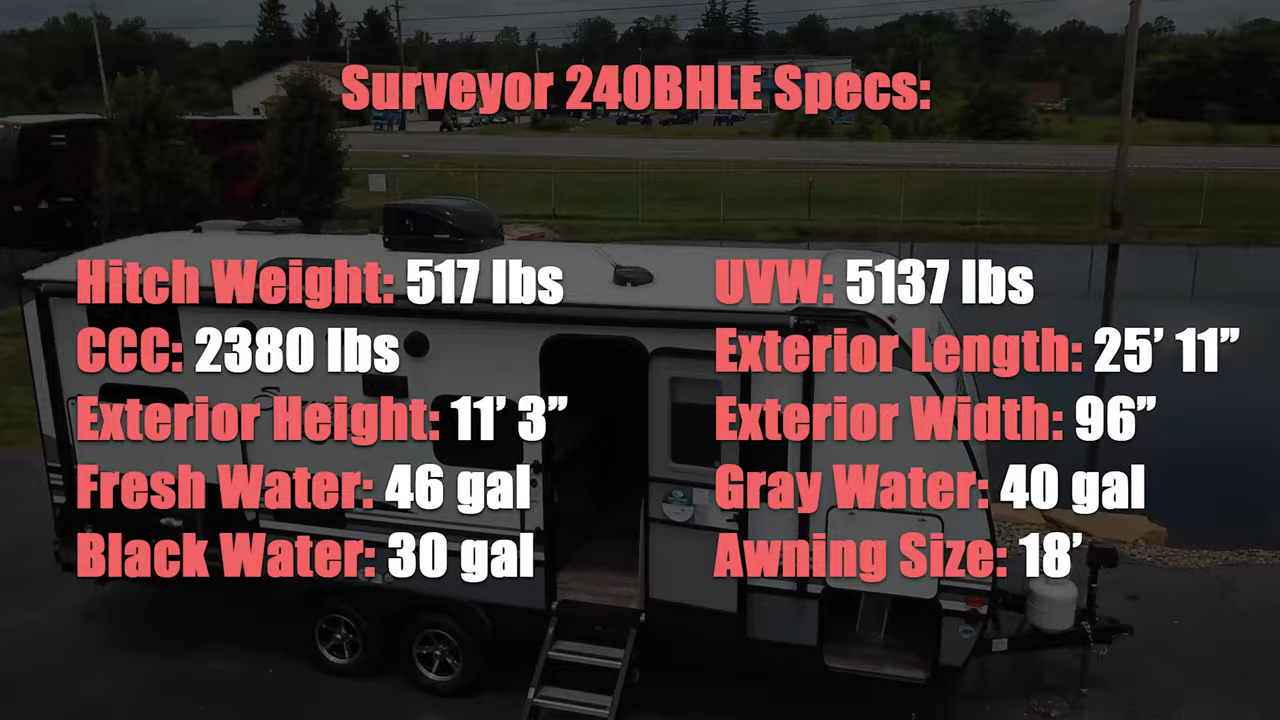 Surveyor 240BHLE Specs:
Hitch Weight: 517 lbs
CCC: 2380 lbs
Exterior Height: 11’ 3”
Fresh Water: 46 gal
Black Water: 30 gal
UVW: 5137 lbs
Exterior Length: 25’ 11”
Exterior Width: 96”
Gray Water: 40 gal
Awning Size: 18’